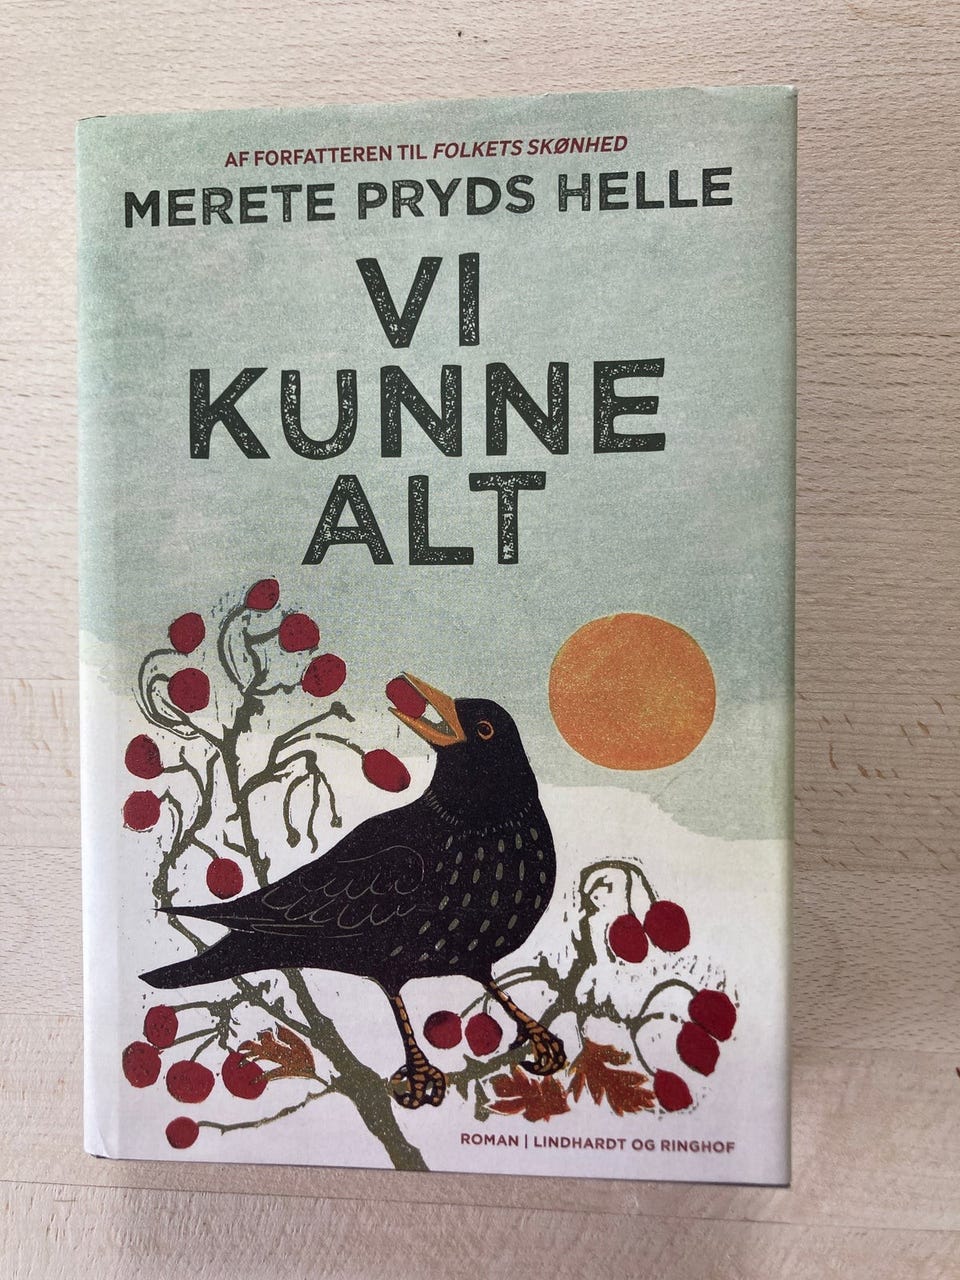 AF FORFATTEREN TIL FOLKETS SKØNHED
MERETE PRYDS HELLE
VI
KUNNE
ALT
ROMAN | LINDHARDT OG RINGHOF